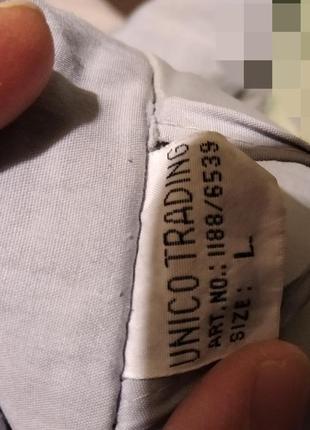 UNICO TRADING
ART.NO.: 1188/6539
SIZE: L.